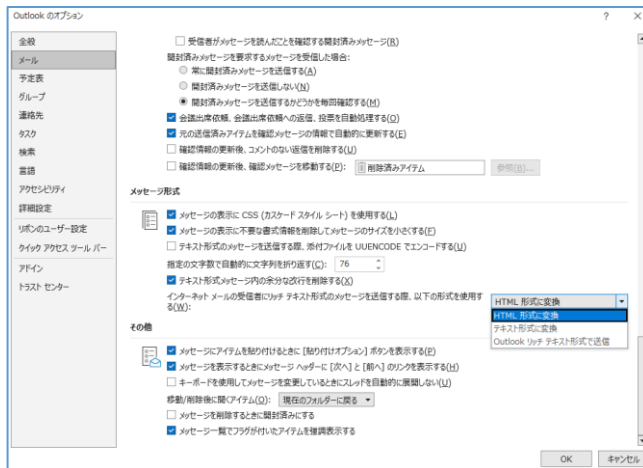 Outlook のオプション
? ×
全般
メール
予定表
グループ
連絡先
タスク
検索
言語
アクセシビリティ
詳細設定
リボンのユーザー設定
クイック アクセス ツール バー
アドイン
トラスト センター
受信者がメッセージを読んだことを確認する開封済みメッセージ(R)
開封済みメッセージを要求するメッセージを受信した場合:
常に開封済みメッセージを送信する(A)
開封済みメッセージを送信しない(N)
開封済みメッセージを送信するかどうかを毎回確認する(M)
会議出席依頼、会議出席依頼への返信、投票を自動処理する(O)
元の送信済みアイテムを確認メッセージの情報で自動的に更新する(E)
確認情報の更新後、コメントのない返信を削除する(U)
確認情報の更新後、確認メッセージを移動する(P): 削除済みアイテム 参照(B)...
メッセージ形式
メッセージの表示に CSS (カスケード スタイル シート) を使用する(L)
メッセージの表示に不要な書式情報を削除してメッセージのサイズを小さくする(F)
テキスト形式のメッセージを送信する際、添付ファイルを UUENCODE でエンコードする(U)
指定の文字数で自動的に文字列を折り返す(C): 76
テキスト形式メッセージ内の余分な改行を削除する(X)
インターネット メールの受信者にリッチ テキスト形式のメッセージを送信する際、以下の形式を使用す HTML 形式に変換
る(W): HTML 形式に変換
テキスト形式に変換
Outlook リッチ テキスト形式で送信
その他
メッセージにアイテムを貼り付けるときに [貼り付けオプション] ボタンを表示する(P)
メッセージを表示するときにメッセージ ヘッダーに [次へ] と [前へ] のリンクを表示する(H)
キーボードを使用してメッセージを変更しているときにスレッドを自動的に展開しない(U)
移動/削除後に開くアイテム(O): 現在のフォルダーに戻る
メッセージを削除するときに開封済みにする
メッセージ一覧でフラグが付いたアイテムを強調表示する
OK キャンセル